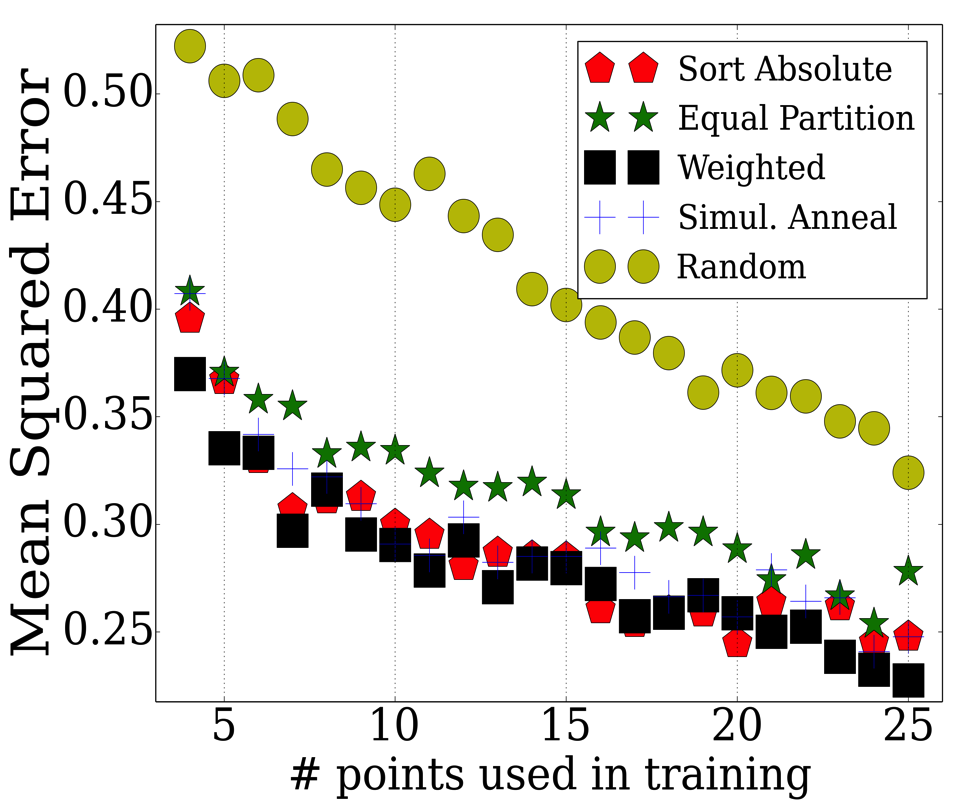 Mean Squared Error
0.50
0.45
0.40
0.35
0.30
0.25
Sort Absolute
Equal Partition
Weighted
Simul. Anneal
Random
5 10 15 20 25
# points used in training